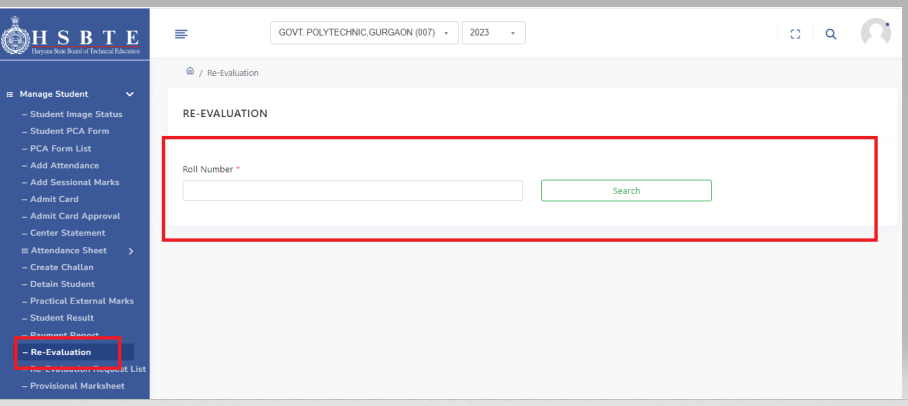 H S B T E
Haryana State Board of Technical Education
GOVT. POLYTECHNIC,GURGAON (007)
2023
/ Re-Evaluation
Manage Student
– Student Image Status
– Student PCA Form
– PCA Form List
– Add Attendance
– Add Sessional Marks
– Admit Card
– Admit Card Approval
– Center Statement
Attendance Sheet
– Create Challan
– Detain Student
– Practical External Marks
– Student Result
– Payment Report
– Re-Evaluation
– Re-Evaluation Request List
– Provisional Marksheet
RE-EVALUATION
Roll Number *
Search